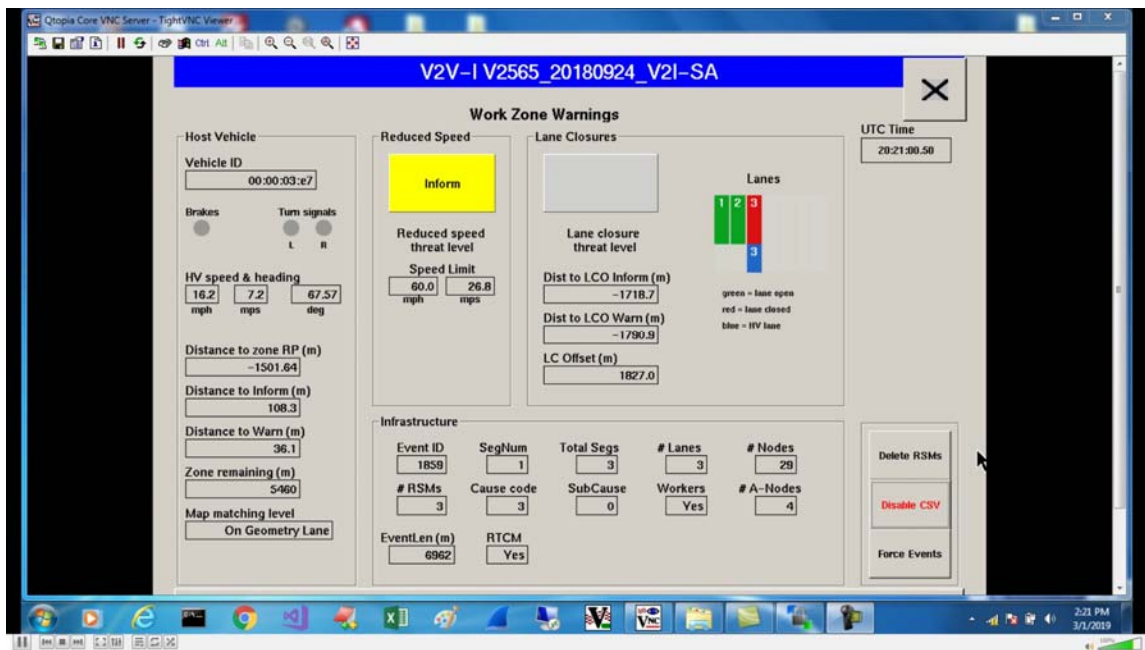 Qtopia Core VNC Server - TightVNC Viewer
Ctrl Alt
V2V-I V2565_20180924_V2I-SA
Work Zone Warnings
UTC Time
20:21:00.50
Host Vehicle
Vehicle ID
00:00:03:e7
Brakes Turn signals
L R
HV speed & heading
16.2 7.2 67.57
mph mps deg
Distance to zone RP (m)
-1501.64
Distance to Inform (m)
108.3
Distance to Warn (m)
36.1
Zone remaining (m)
5460
Map matching level
On Geometry Lane
Reduced Speed
Inform
Reduced speed
threat level
Speed Limit
60.0 26.8
mph mps
Lane Closures
Lane closure
threat level
Dist to LCO Inform (m)
-1718.7
Dist to LCO Warn (m)
-1790.9
LC Offset (m)
1827.0
Lanes
1 2 3
3
green = lane open
red = lane closed
blue = HV lane
Infrastructure
Event ID SegNum Total Segs # Lanes # Nodes
1859 1 3 3 29
# RSMs Cause code SubCause Workers # A-Nodes
3 3 0 Yes 4
EventLen (m) RTCM
6962 Yes
Delete RSMs
Disable CSV
Force Events
2:21 PM
3/1/2019